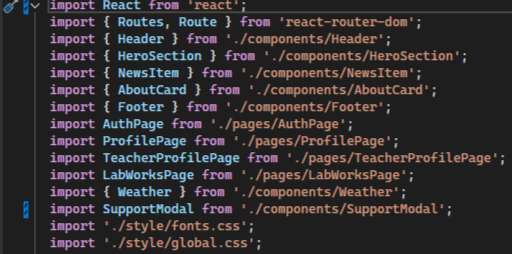 import React from 'react';
import { Routes, Route } from 'react-router-dom';
import { Header } from './components/Header';
import { HeroSection } from './components/HeroSection';
import { NewsItem } from './components/NewsItem';
import { AboutCard } from './components/AboutCard';
import { Footer } from './components/Footer';
import AuthPage from './pages/AuthPage';
import ProfilePage from './pages/ProfilePage';
import TeacherProfilePage from './pages/TeacherProfilePage';
import LabWorksPage from './pages/LabWorksPage';
import { Weather } from './components/Weather';
import SupportModal from './components/SupportModal';
import './style/fonts.css';
import './style/global.css';